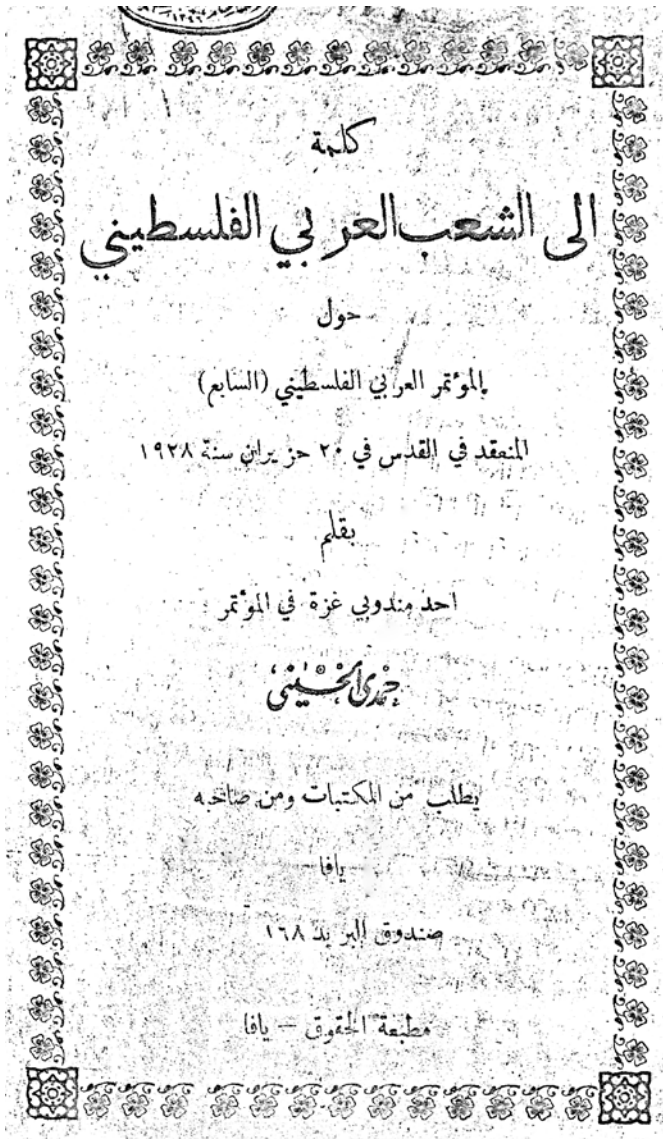 ١٣٤٦
كلمة
الى الشعب العربي الفلسطيني
حول
المؤتمر العربي الفلسطيني (السابع)
المنعقد في القدس في ٢٠ حزيران سنة ١٩٢٨
بقلم
احد مندوبي غزة في المؤتمر
حمدي الحسيني
يطلب من المكتبات ومن صاحبه
يافا
صندوق البريد ١٦٨
مطبعة الحقوق — يافا